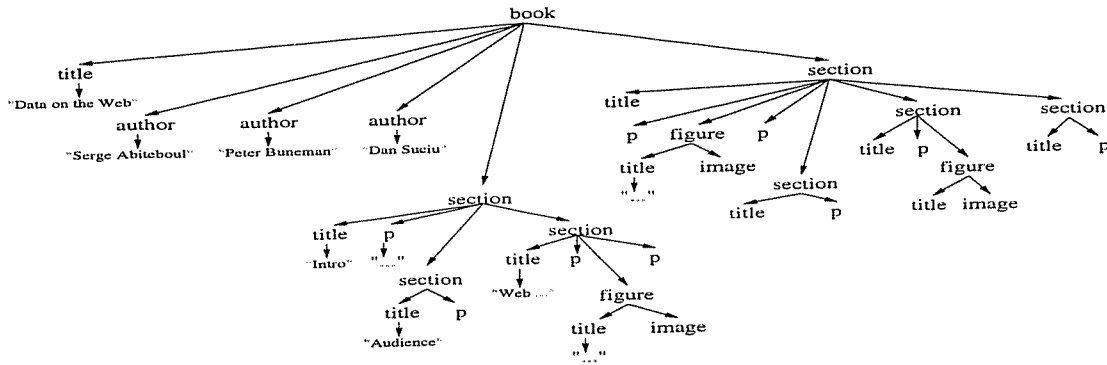 book
title
"Data on the Web"
author
"Serge Abiteboul"
author
"Peter Buneman"
author
"Dan Suciu"
section
title
"Intro"
p
"...."
section
title
"Audience"
p
section
title
"Web ...."
p
figure
title
"...."
image
p
section
title
p
figure
title
"...."
image
p
section
title
p
section
title
p
figure
title
image
section
title
p